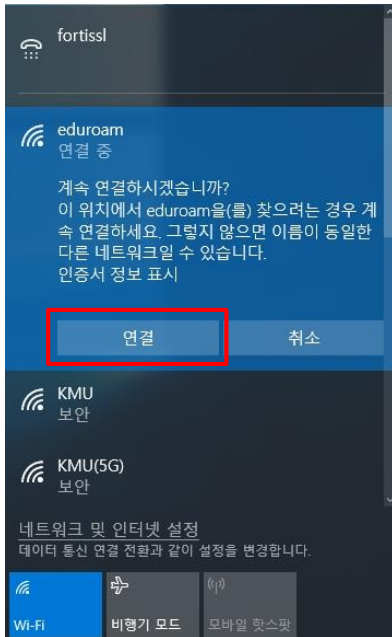 fortissl
eduroam
연결 중
계속 연결하시겠습니까?
이 위치에서 eduroam을(를) 찾으려는 경우 계
속 연결하세요. 그렇지 않으면 이름이 동일한
다른 네트워크일 수 있습니다.
인증서 정보 표시
연결
취소
KMU
보안
KMU(5G)
보안
네트워크 및 인터넷 설정
데이터 통신 연결 전환과 같이 설정을 변경합니다.
Wi-Fi
비행기 모드
모바일 핫스팟